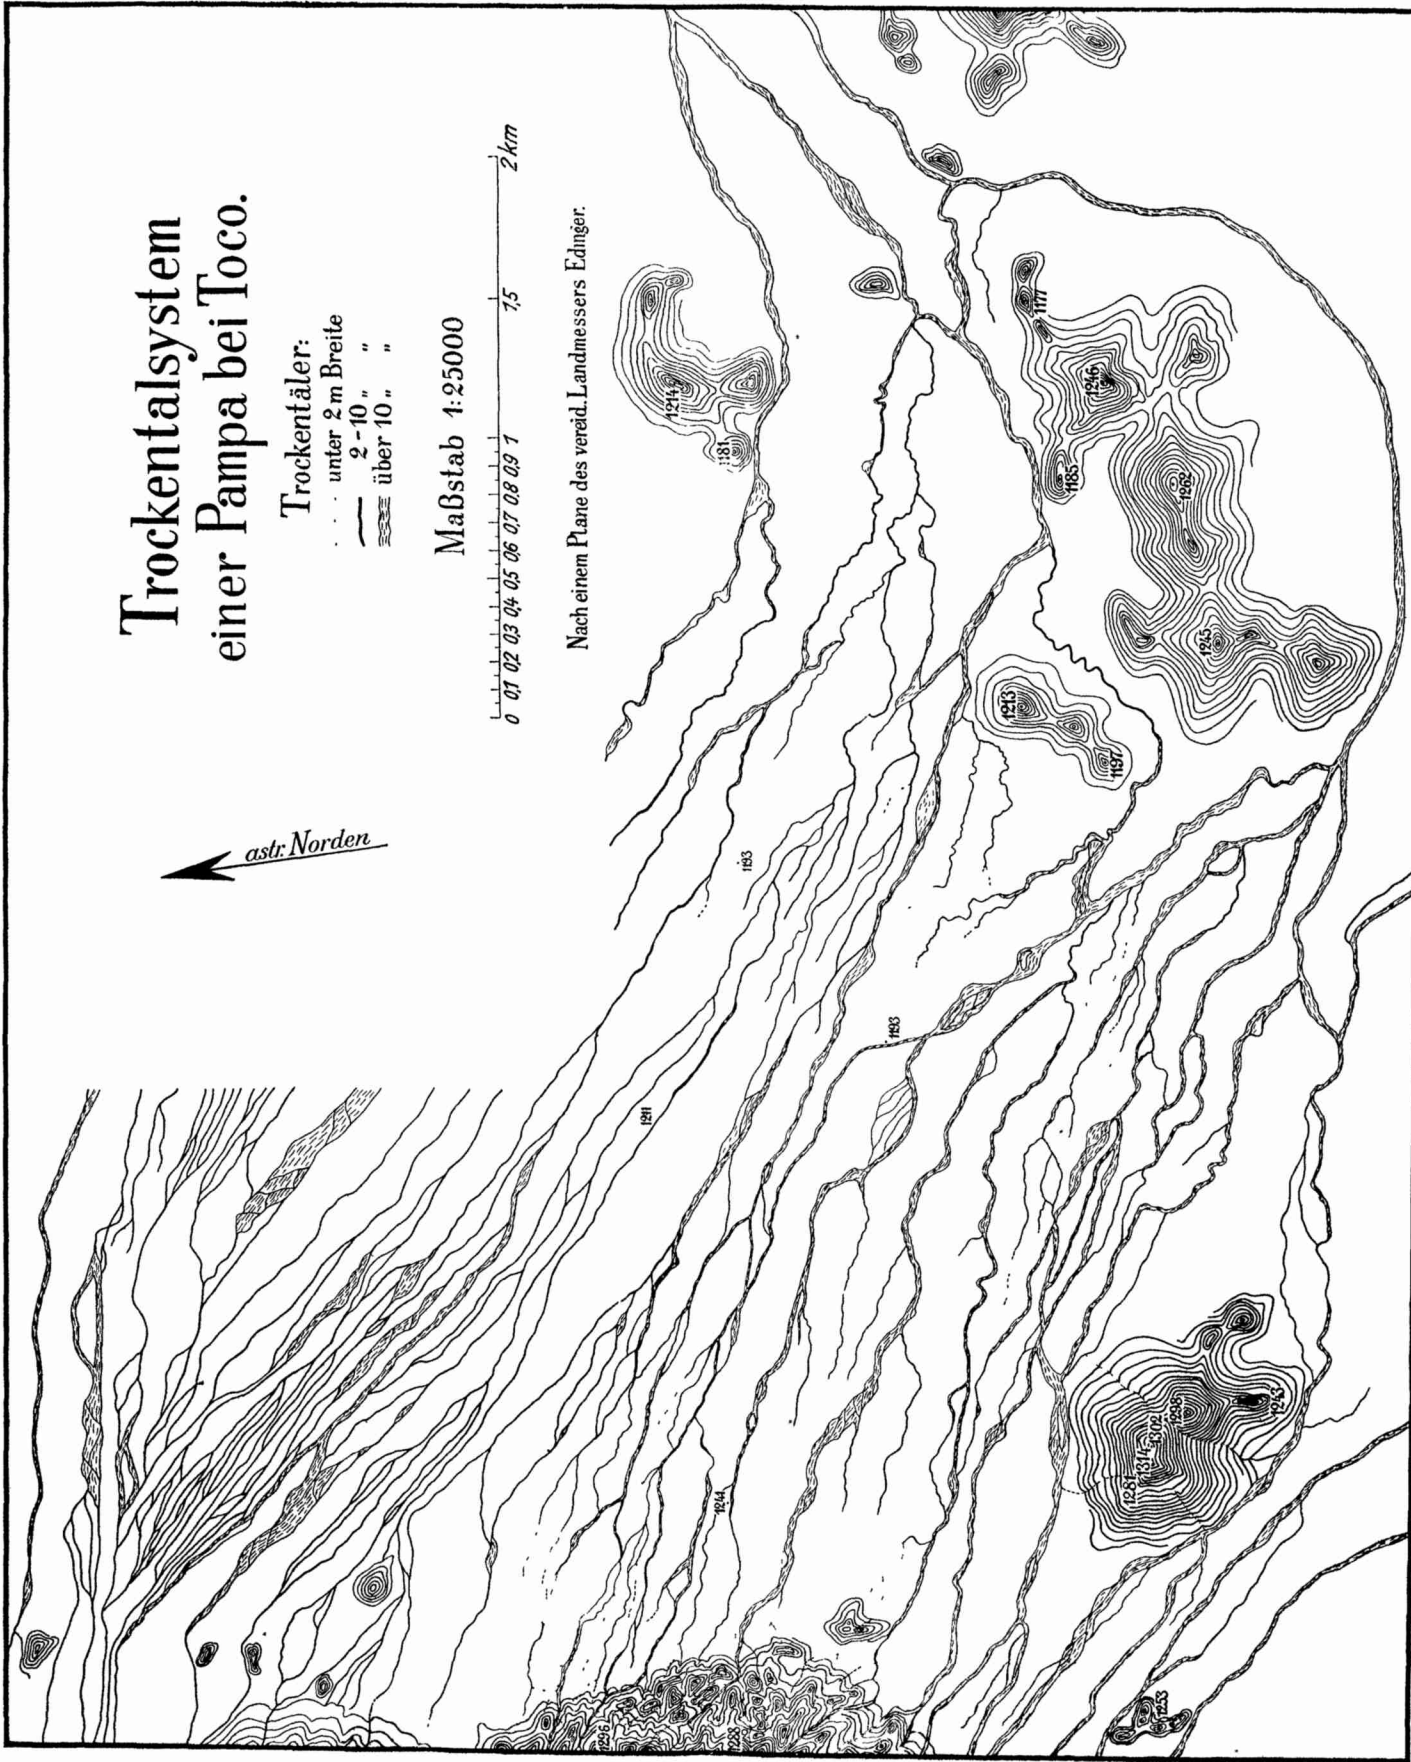 Trockentalsystem
einer Pampa bei Toco.
Trockentäler:
unter 2 m Breite
2-10 „ „
über 10 „ „
Maßstab 1:25000
0 0,1 0,2 0,3 0,4 0,5 0,6 0,7 0,8 0,9 1 1,5 2 km
Nach einem Plane des vereid. Landmessers Edinger.
astr. Norden
1214
1181
1177
1246
1185
1262
1245
1213
1197
1193
1193
1211
1241
1281
1314
1302
1298
1243
1296
1228
1253